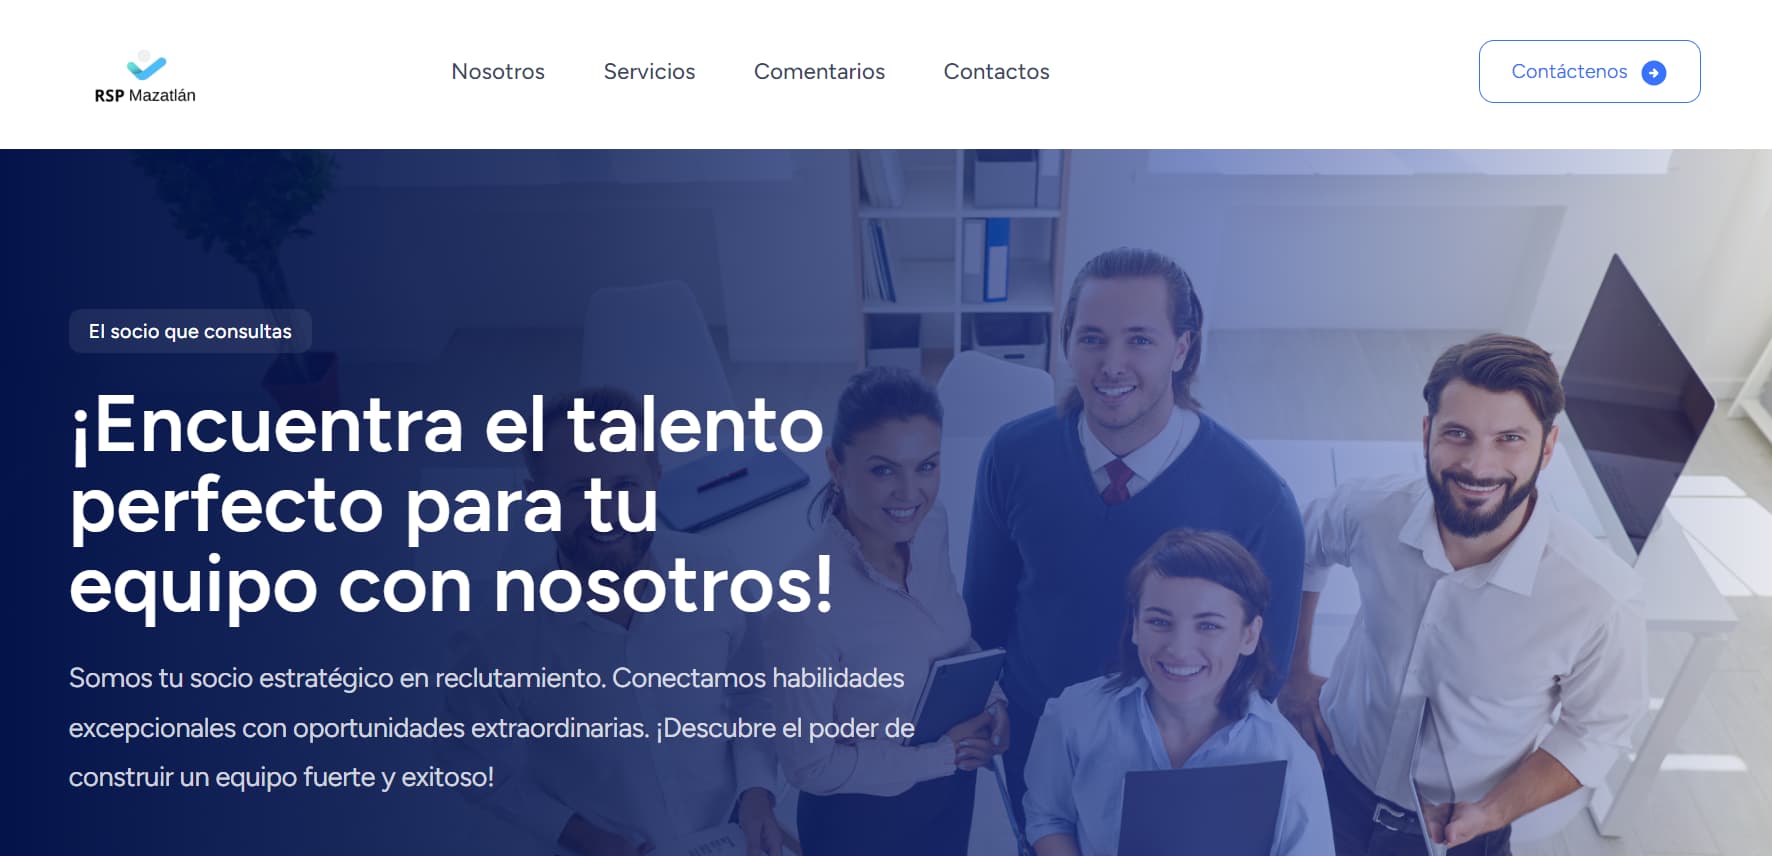 RSP Mazatlán
Nosotros
Servicios
Comentarios
Contactos
Contáctenos
El socio que consultas
¡Encuentra el talento
perfecto para tu
equipo con nosotros!
Somos tu socio estratégico en reclutamiento. Conectamos habilidades
excepcionales con oportunidades extraordinarias. ¡Descubre el poder de
construir un equipo fuerte y exitoso!